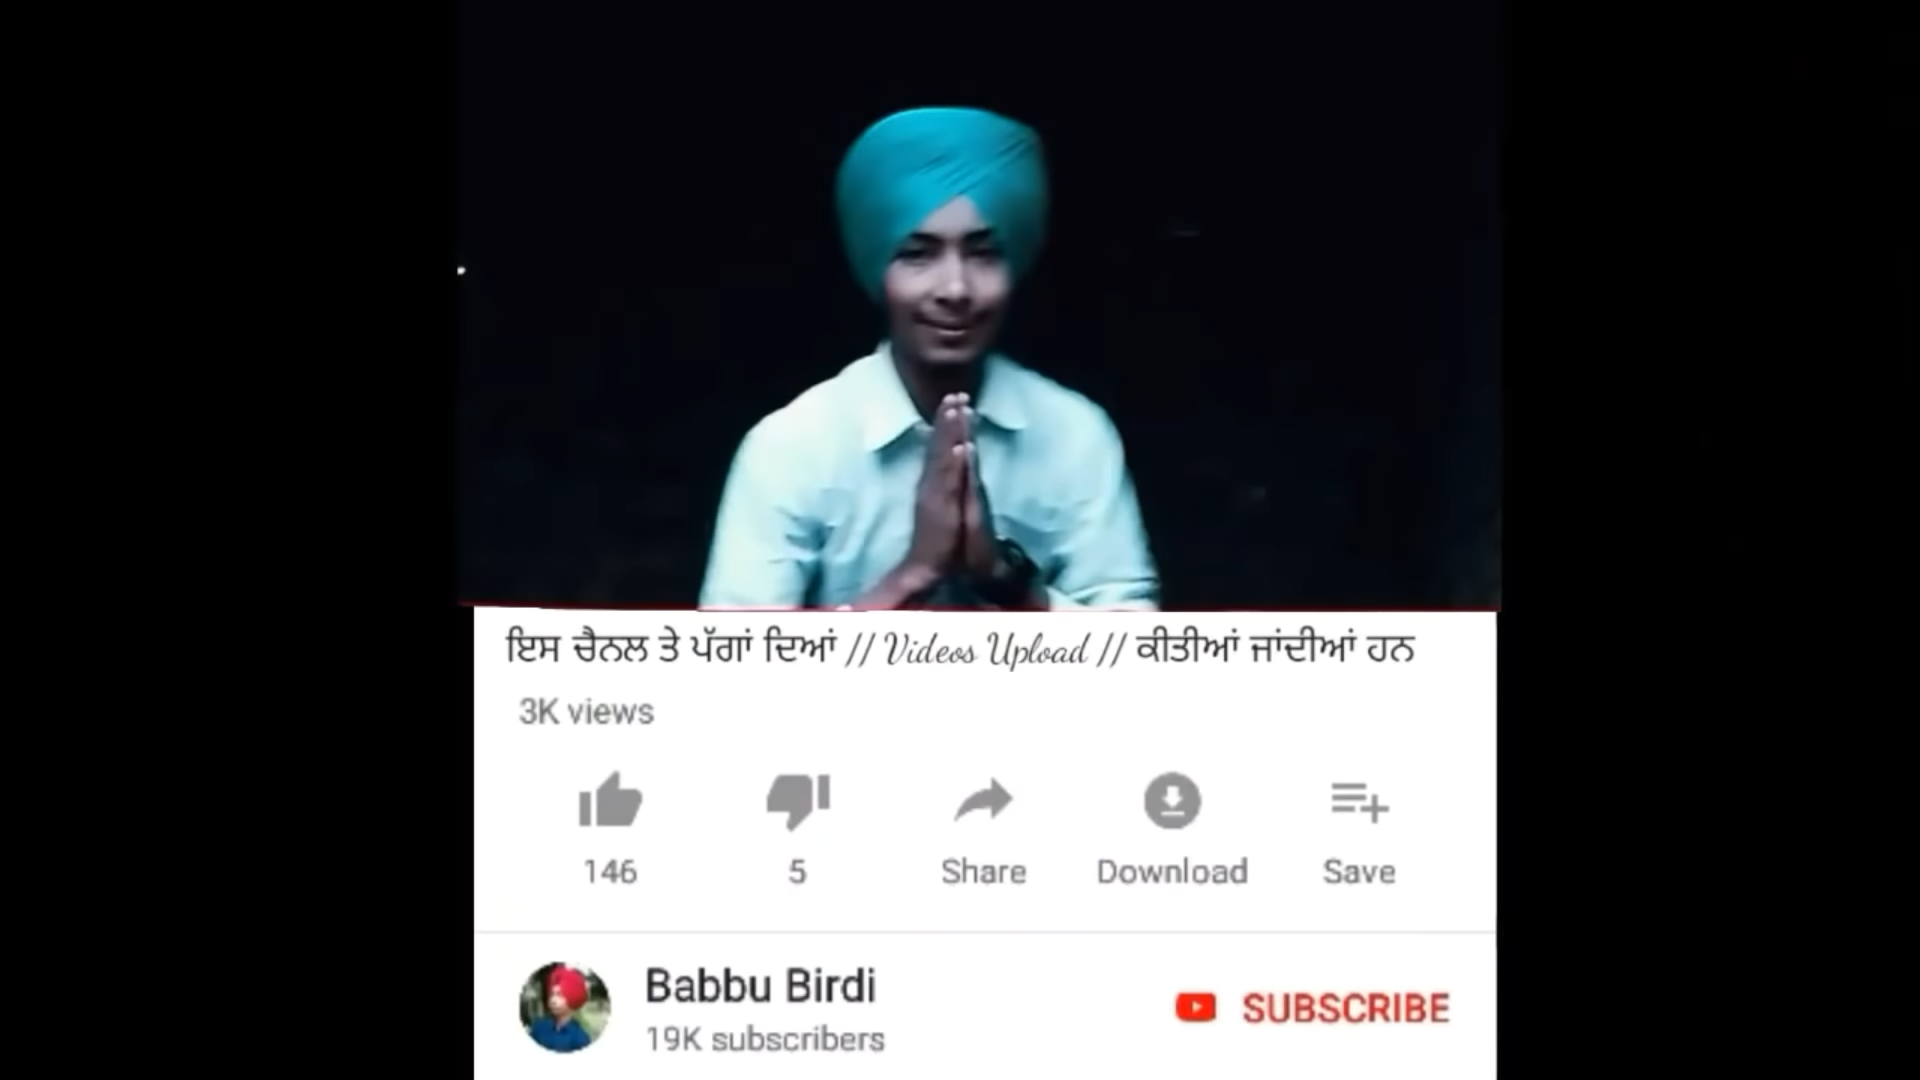 ਇਸ ਚੈਨਲ ਤੇ ਪੱਗਾਂ ਦਿਆਂ // Videos Upload // ਕੀਤੀਆਂ ਜਾਂਦੀਆਂ ਹਨ
3K views
146
5
Share
Download
Save
Babbu Birdi
SUBSCRIBE
19K subscribers